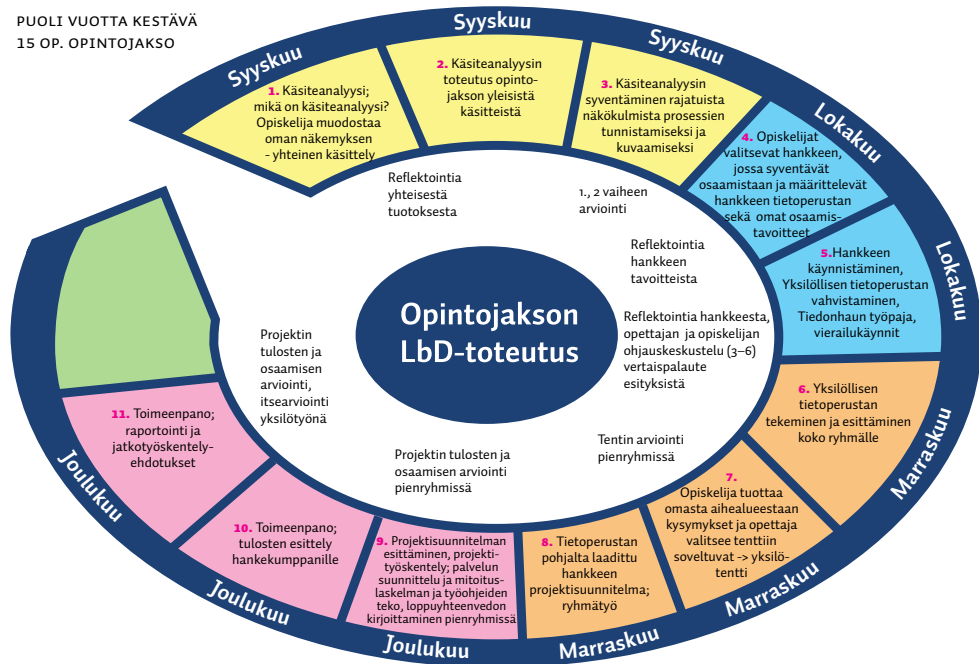 PUOLI VUOTTA KESTÄVÄ
15 OP. OPINTOJAKSO
Syyskuu
1. Käsiteanalyysi;
mikä on käsiteanalyysi?
Opiskelija muodostaa
oman näkemyksen
- yhteinen käsittely
Syyskuu
2. Käsiteanalyysin
toteutus opinto-
jakson yleisistä
käsitteistä
Syyskuu
3. Käsiteanalyysin
syventäminen rajatuista
näkökulmista prosessien
tunnistamiseksi ja
kuvaamiseksi
Lokakuu
4. Opiskelijat
valitsevat hankkeen,
jossa syventävät
osaamistaan ja määrittelevät
hankkeen tietoperustan
sekä omat osaamis-
tavoitteet
Lokakuu
5.Hankkeen
käynnistäminen,
Yksilöllisen tietoperustan
vahvistaminen,
Tiedonhaun työpaja,
vierailukäynnit
Marraskuu
6. Yksilöllisen
tietoperustan
tekeminen ja esittäminen
koko ryhmälle
Marraskuu
7.
Opiskelija tuottaa
omasta aihealueestaan
kysymykset ja opettaja
valitsee tenttiin
soveltuvat -> yksilö-
tentti
Marraskuu
8. Tietoperustan
pohjalta laadittu
hankkeen
projektisuunnitelma;
ryhmätyö
Joulukuu
9. Projektisuunnitelman
esittäminen, projekti-
työskentely; palvelun
suunnittelu ja mitoitus-
laskelman ja työohjeiden
teko, loppuyhteenvedon
kirjoittaminen pienryhmissä
Joulukuu
10. Toimeenpano;
tulosten esittely
hankekumppanille
Joulukuu
11. Toimeenpano;
raportointi ja
jatkotyöskentely-
ehdotukset
Reflektointia
yhteisestä
tuotoksesta
1., 2 vaiheen
arviointi
Reflektointia
hankkeen
tavoitteista
Reflektointia hankkeesta,
opettajan ja opiskelijan
ohjauskeskustelu (3–6)
vertaispalaute
esityksistä
Tentin arviointi
pienryhmissä
Projektin tulosten ja
osaamisen arviointi
pienryhmissä
Projektin
tulosten ja
osaamisen
arviointi,
itsearviointi
yksilötyönä
Opintojakson
LbD-toteutus